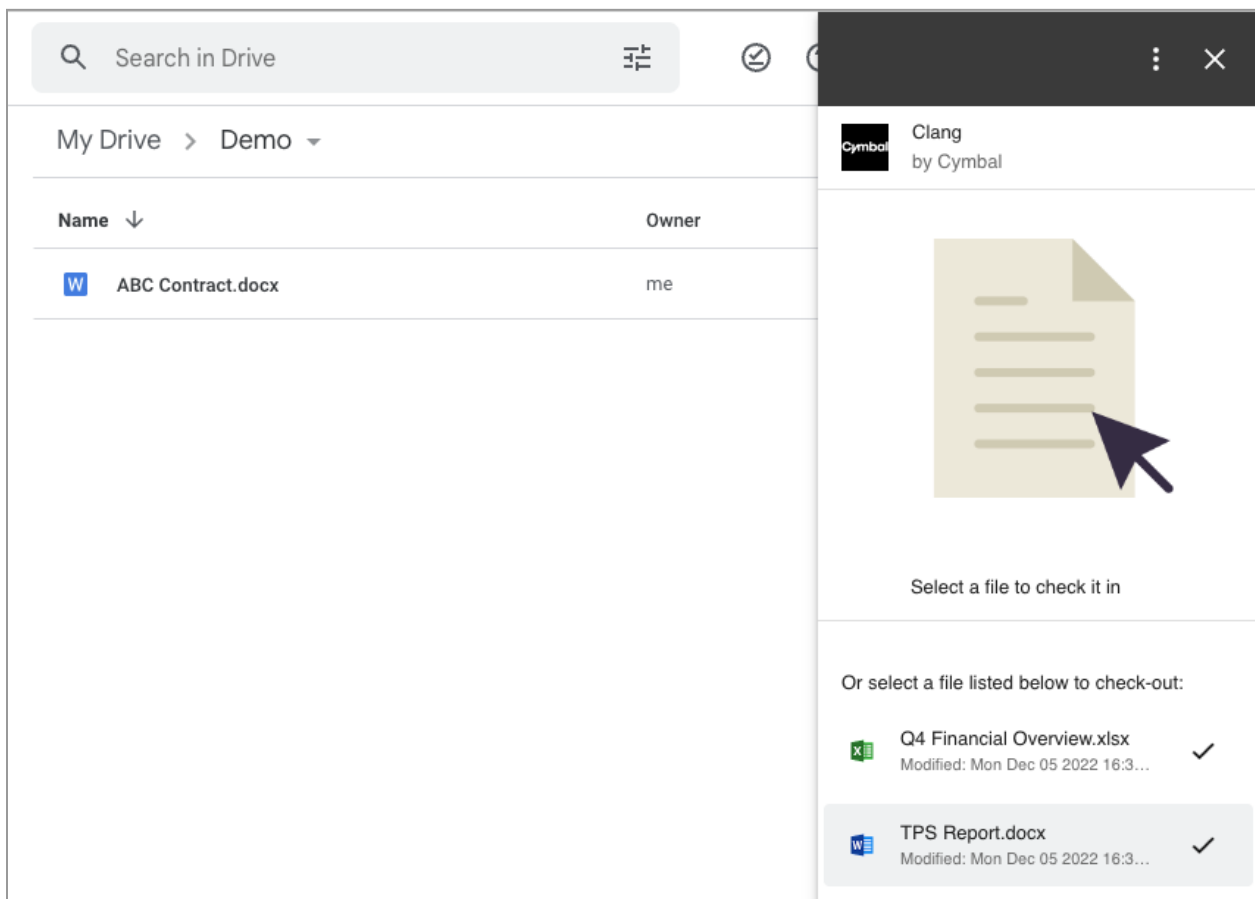 Search in Drive
My Drive > Demo
Name
Owner
W ABC Contract.docx
me
Cymbal
Clang
by Cymbal
Select a file to check it in
Or select a file listed below to check-out:
Q4 Financial Overview.xlsx
Modified: Mon Dec 05 2022 16:3...
TPS Report.docx
Modified: Mon Dec 05 2022 16:3...